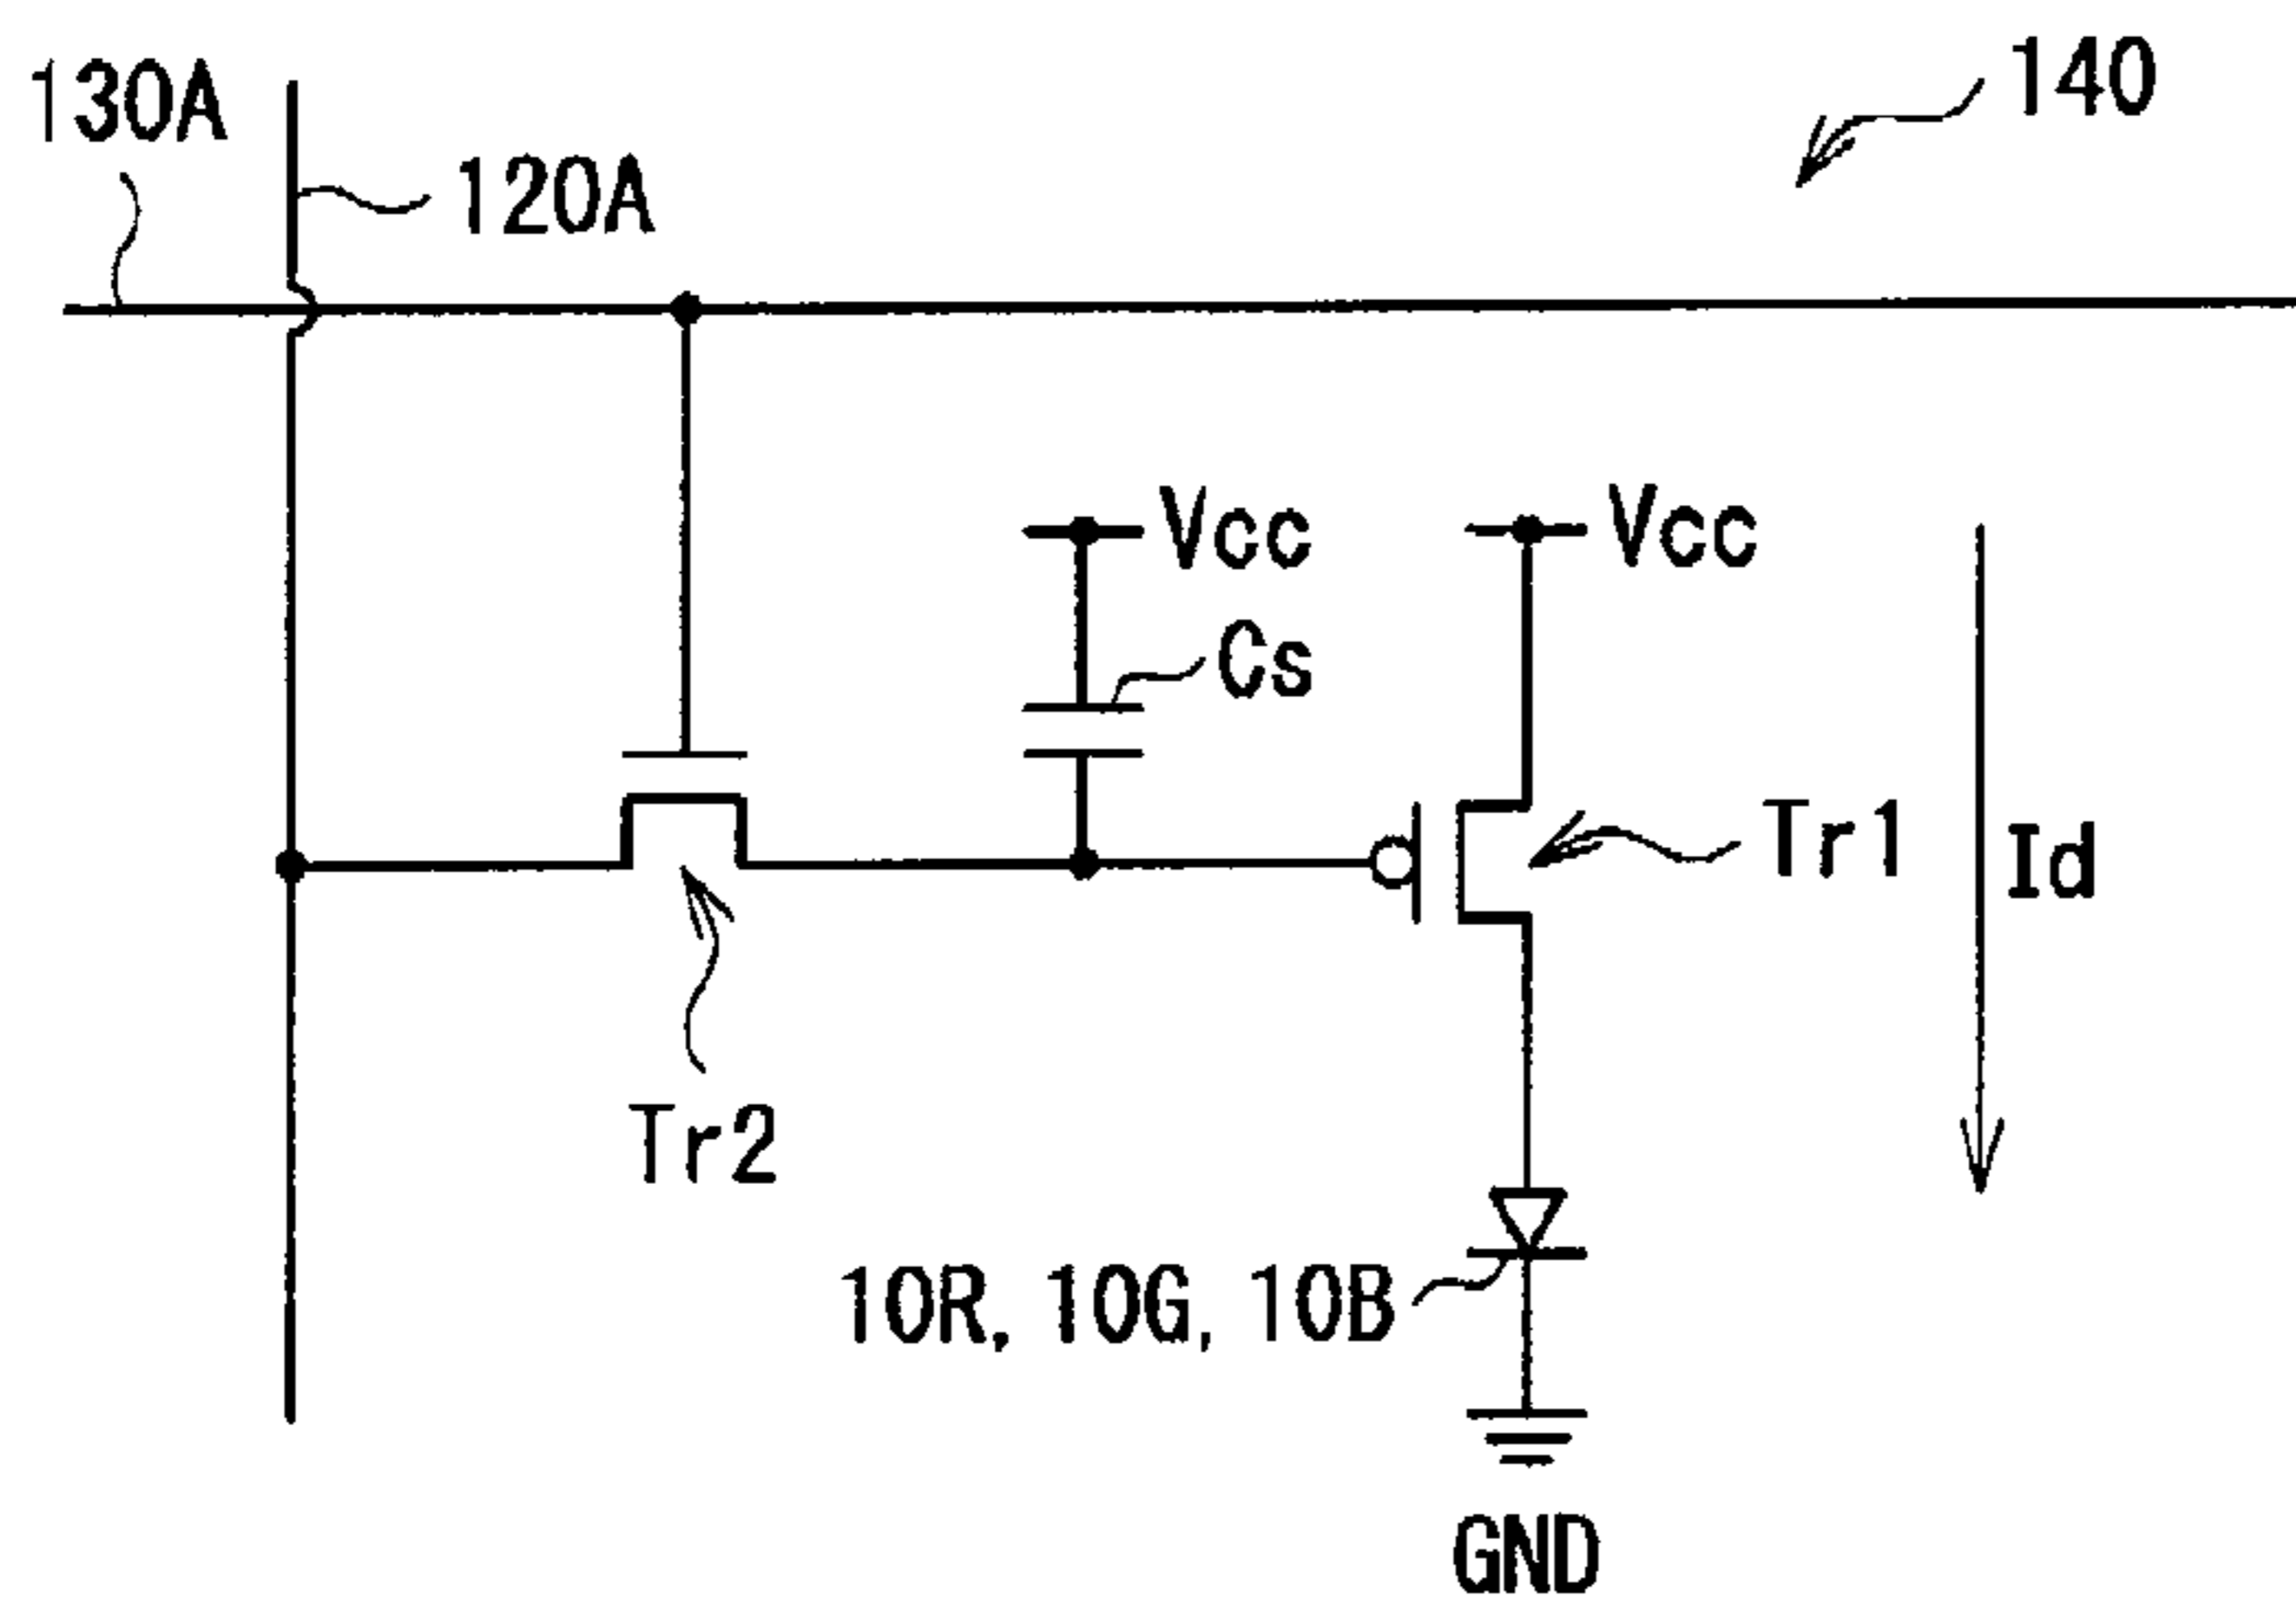 130A
120A
140
Vcc
Vcc
Cs
Tr1
Id
Tr2
10R, 10G, 10B
GND